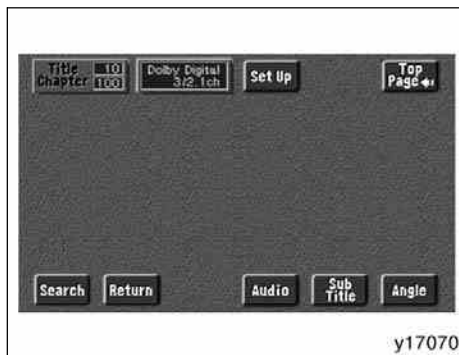 Title 10
Chapter 100
Dolby Digital
3/2.1ch
Set Up
Top
Page
Search
Return
Audio
Sub
Title
Angle
y17070